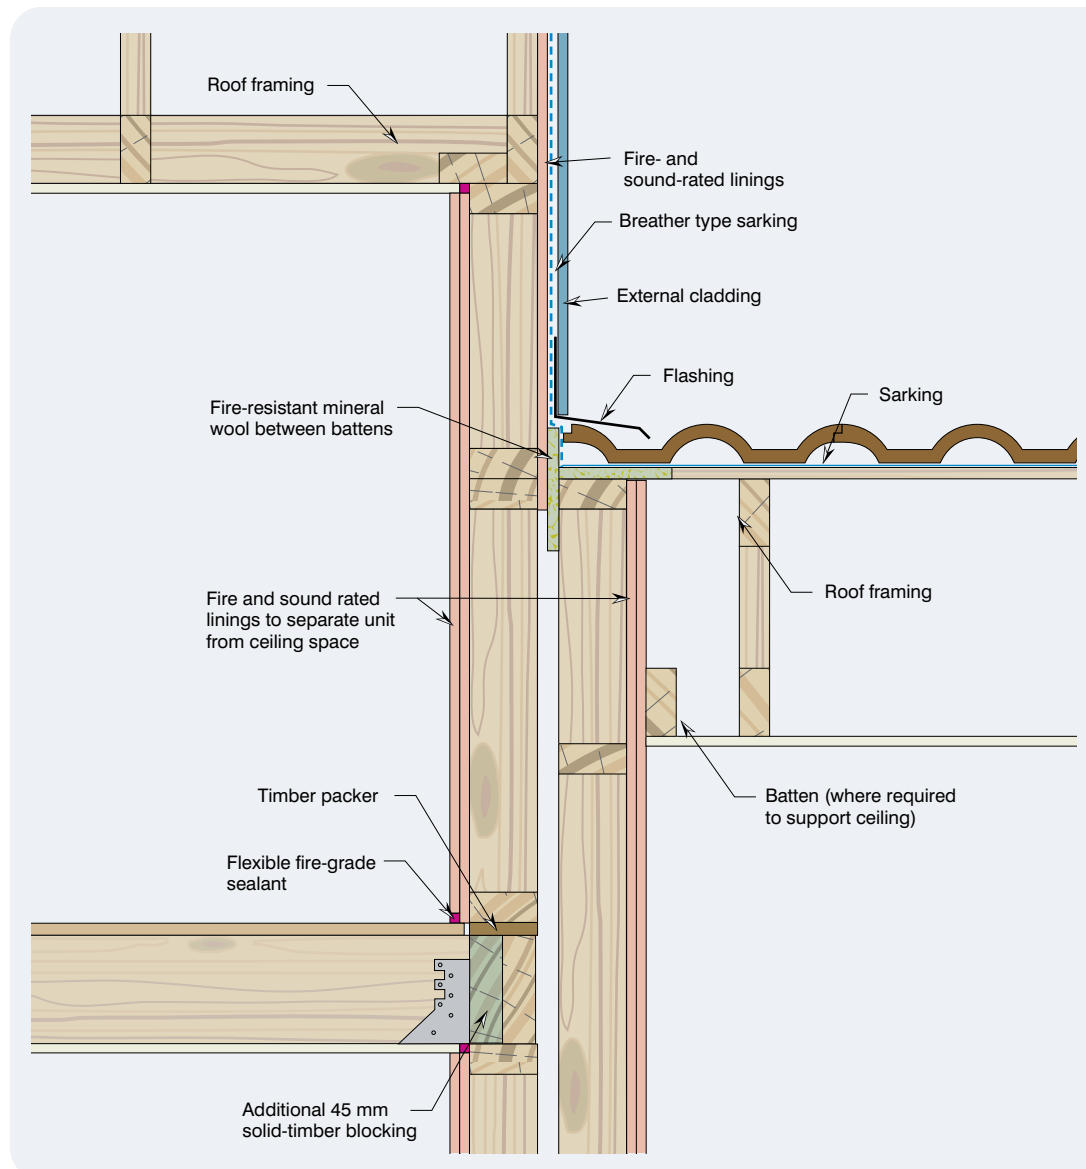 Roof framing
Fire- and
sound-rated linings
Breather type sarking
External cladding
Flashing
Sarking
Fire-resistant mineral
wool between battens
Roof framing
Fire and sound rated
linings to separate unit
from ceiling space
Timber packer
Batten (where required
to support ceiling)
Flexible fire-grade
sealant
Additional 45 mm
solid-timber blocking